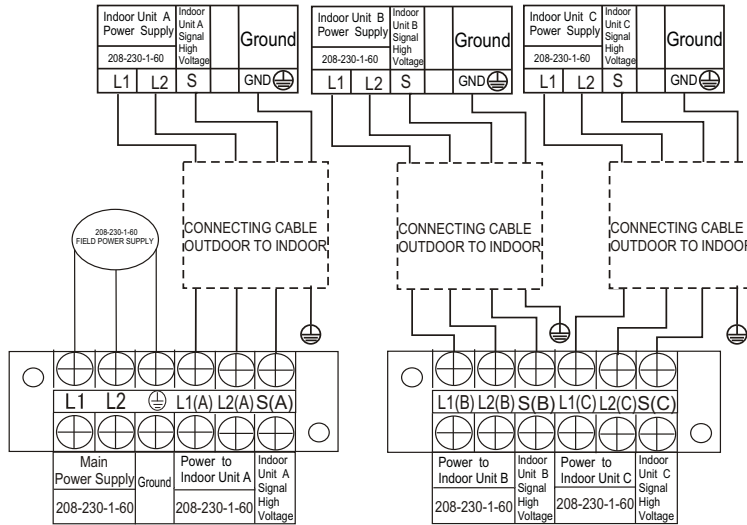 Indoor Unit A
Power Supply
208-230-1-60
Indoor
Unit A
Signal
High
Voltage
Ground
L1 L2 S GND
Indoor Unit B
Power Supply
208-230-1-60
Indoor
Unit B
Signal
High
Voltage
Ground
L1 L2 S GND
Indoor Unit C
Power Supply
208-230-1-60
Indoor
Unit C
Signal
High
Voltage
Ground
L1 L2 S GND
208-230-1-60
FIELD POWER SUPPLY
CONNECTING CABLE
OUTDOOR TO INDOOR
CONNECTING CABLE
OUTDOOR TO INDOOR
CONNECTING CABLE
OUTDOOR TO INDOOR
L1 L2 L1(A) L2(A) S(A)
Main
Power Supply
208-230-1-60
Ground
Power to
Indoor Unit A
208-230-1-60
Indoor
Unit A
Signal
High
Voltage
L1(B) L2(B) S(B) L1(C) L2(C) S(C)
Power to
Indoor Unit B
208-230-1-60
Indoor
Unit B
Signal
High
Voltage
Power to
Indoor Unit C
208-230-1-60
Indoor
Unit C
Signal
High
Voltage